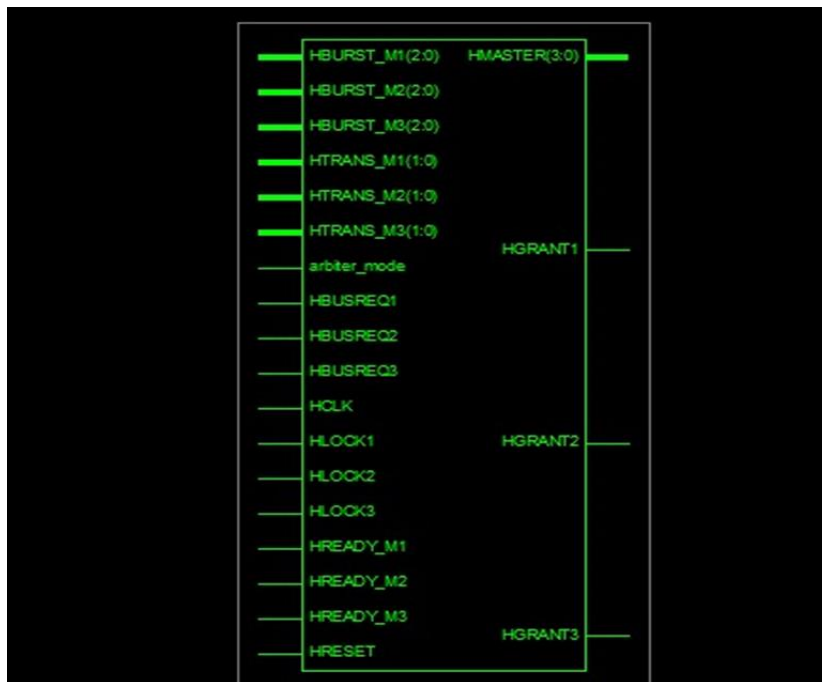 HBURST_M1(2:0) HMASTER(3:0)
HBURST_M2(2:0)
HBURST_M3(2:0)
HTRANS_M1(1:0)
HTRANS_M2(1:0)
HTRANS_M3(1:0)
HGRANT1
arbiter_mode
HBUSREQ1
HBUSREQ2
HBUSREQ3
HCLK
HLOCK1 HGRANT2
HLOCK2
HLOCK3
HREADY_M1
HREADY_M2
HREADY_M3
HGRANT3
HRESET